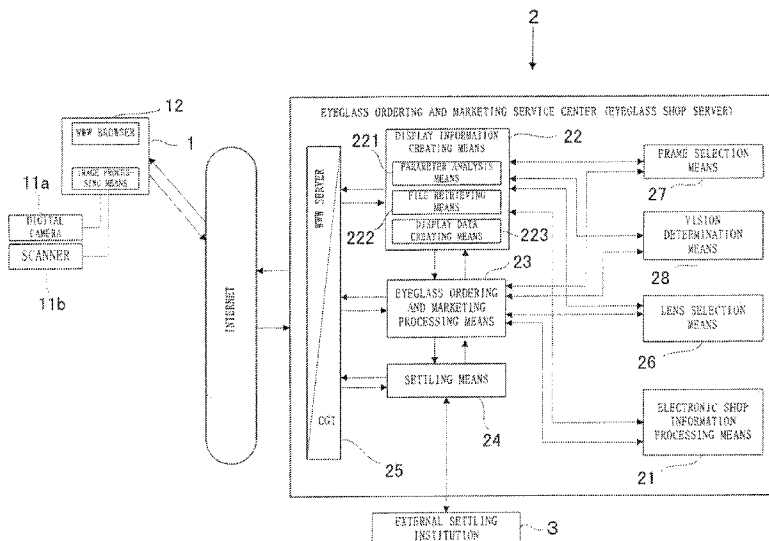 2
EYEGLASS ORDERING AND MARKETING SERVICE CENTER (EYEGLASS SHOP SERVER)
12
WWW BROWSER
1
IMAGE PROCES-
SING MEANS
11a
DIGITAL
CAMERA
SCANNER
11b
INTERNET
WWW SERVER
CGI
25
DISPLAY INFORMATION
CREATING MEANS
22
221
PARAMETER ANALYSIS
MEANS
FILE RETRIEVING
MEANS
222
DISPLAY DATA
CREATING MEANS
223
23
EYEGLASS ORDERING
AND MARKETING
PROCESSING MEANS
SETTLING MEANS
24
FRAME SELECTION
MEANS
27
VISION
DETERMINATION
MEANS
28
LENS SELECTION
MEANS
26
ELECTRONIC SHOP
INFORMATION
PROCESSING MEANS
21
EXTERNAL SETTLING
INSTITUTION
3